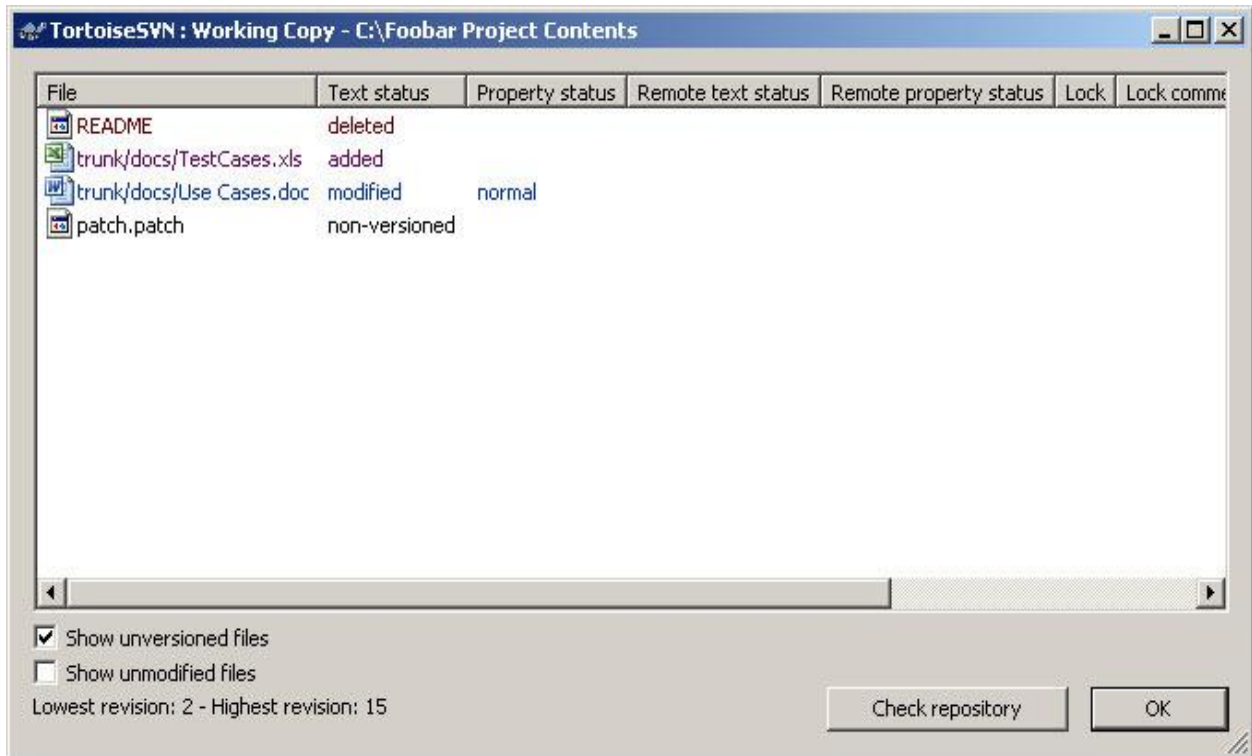 TortoiseSVN : Working Copy - C:\Foobar Project Contents
File Text status Property status Remote text status Remote property status Lock Lock comme
README deleted
trunk/docs/TestCases.xls added
trunk/docs/Use Cases.doc modified normal
patch.patch non-versioned
Show unversioned files
Show unmodified files
Lowest revision: 2 - Highest revision: 15
Check repository OK